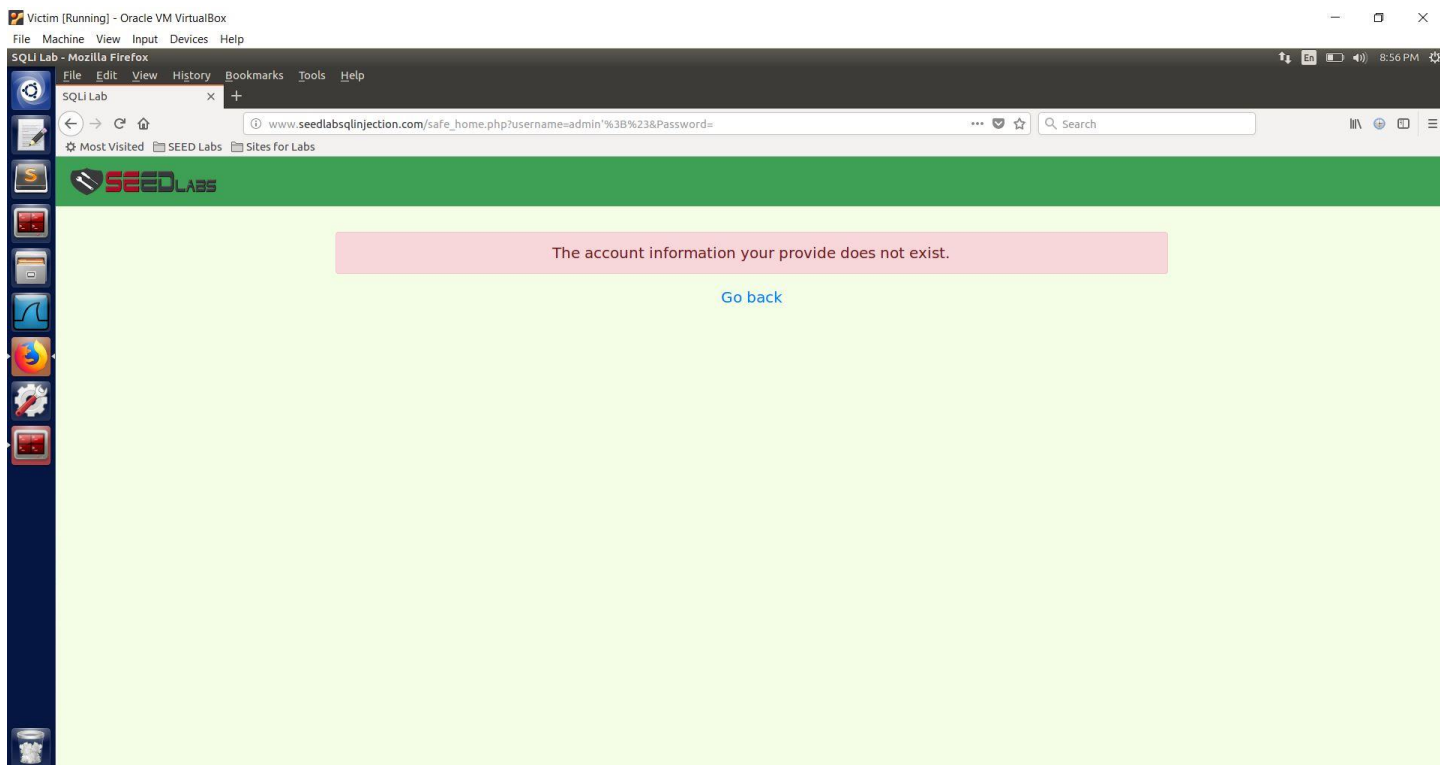 Victim [Running] - Oracle VM VirtualBox
File Machine View Input Devices Help
SQLi Lab - Mozilla Firefox
En 8:56 PM
File Edit View History Bookmarks Tools Help
SQLi Lab
www.seedlabsqlinjection.com/safe_home.php?username=admin'%3B%23&Password=
Search
Most Visited SEED Labs Sites for Labs
SEEDLABS
The account information your provide does not exist.
Go back